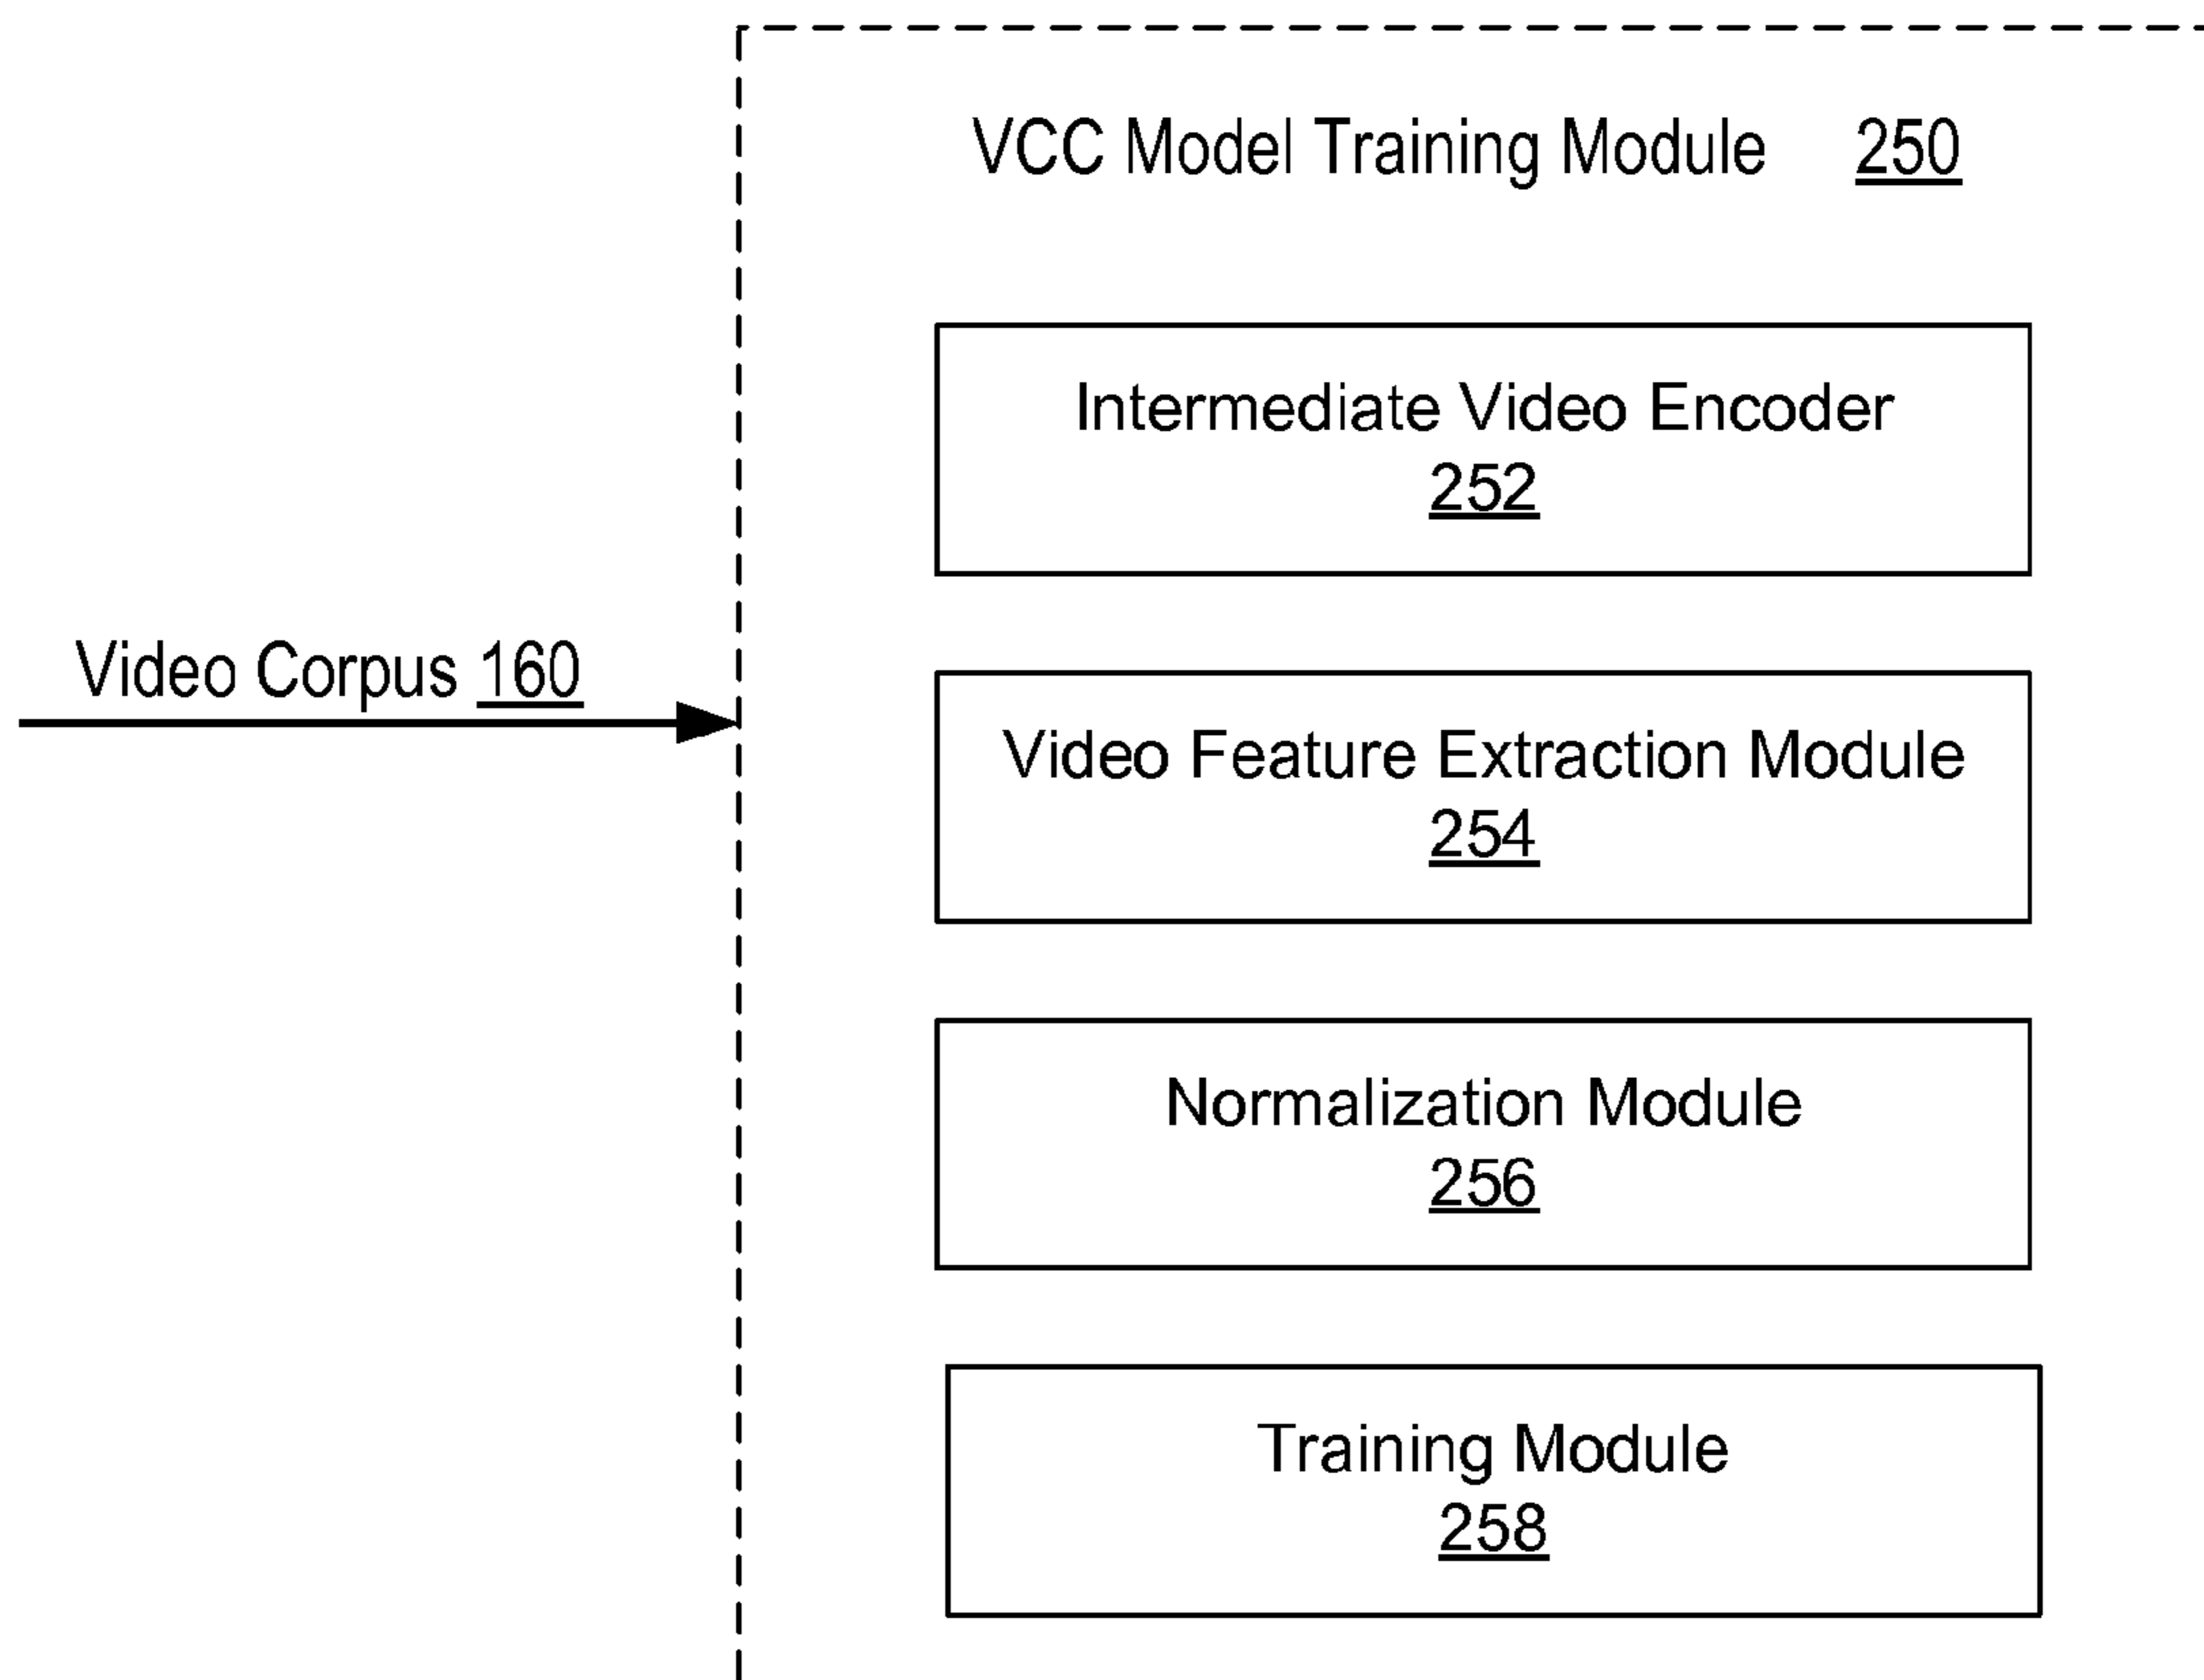 VCC Model Training Module 250
Intermediate Video Encoder
252
Video Corpus 160
Video Feature Extraction Module
254
Normalization Module
256
Training Module
258